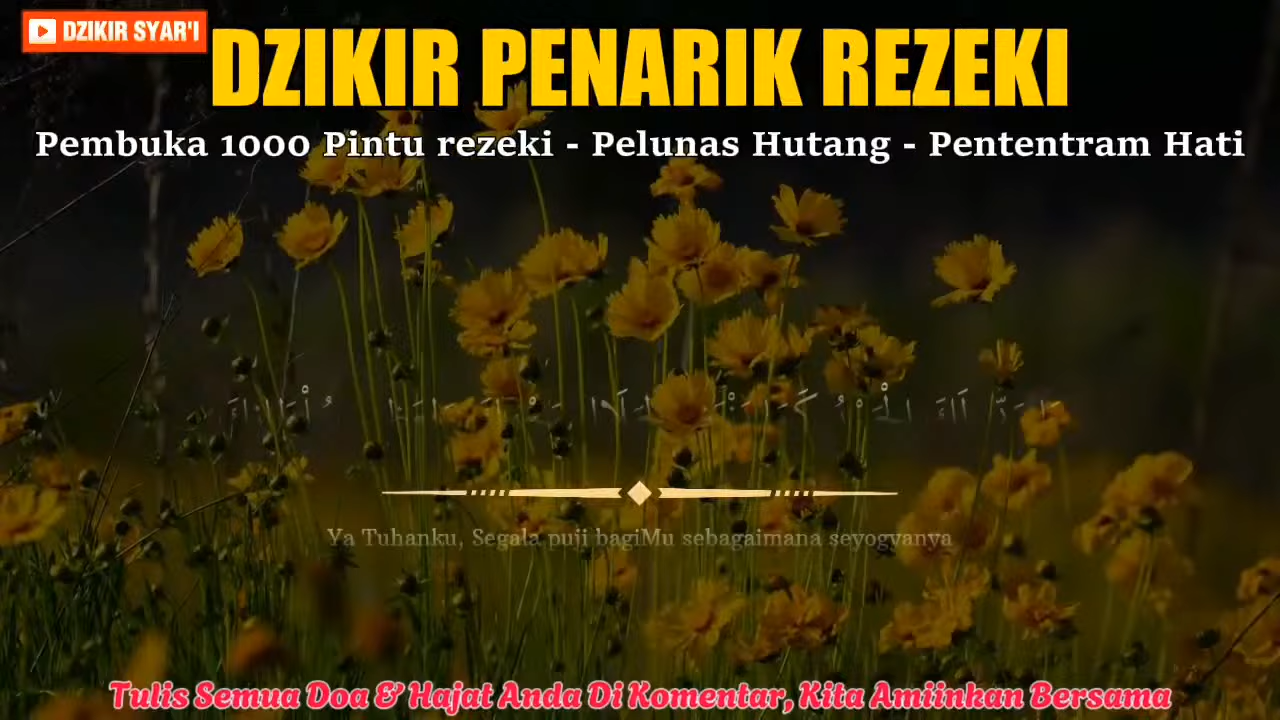 DZIKIR SYAR'I
DZIKIR PENARIK REZEKI
Pembuka 1000 Pintu rezeki - Pelunas Hutang - Pententram Hati
Ya Tuhanku, Segala puji bagiMu sebagaimana seyogyanya
Tulis Semua Doa & Hajat Anda Di Komentar, Kita Amiinkan Bersama